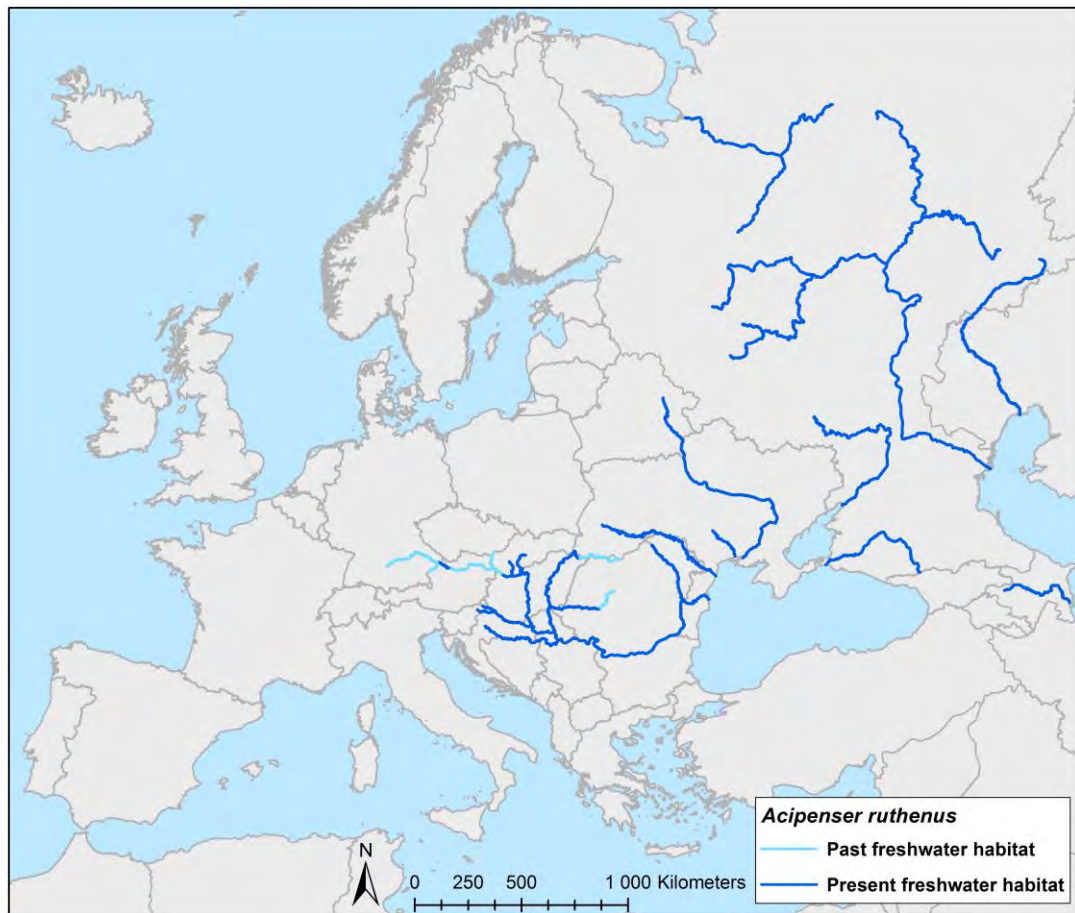 Acipenser ruthenus
Past freshwater habitat
Present freshwater habitat
N
0 250 500 1 000 Kilometers